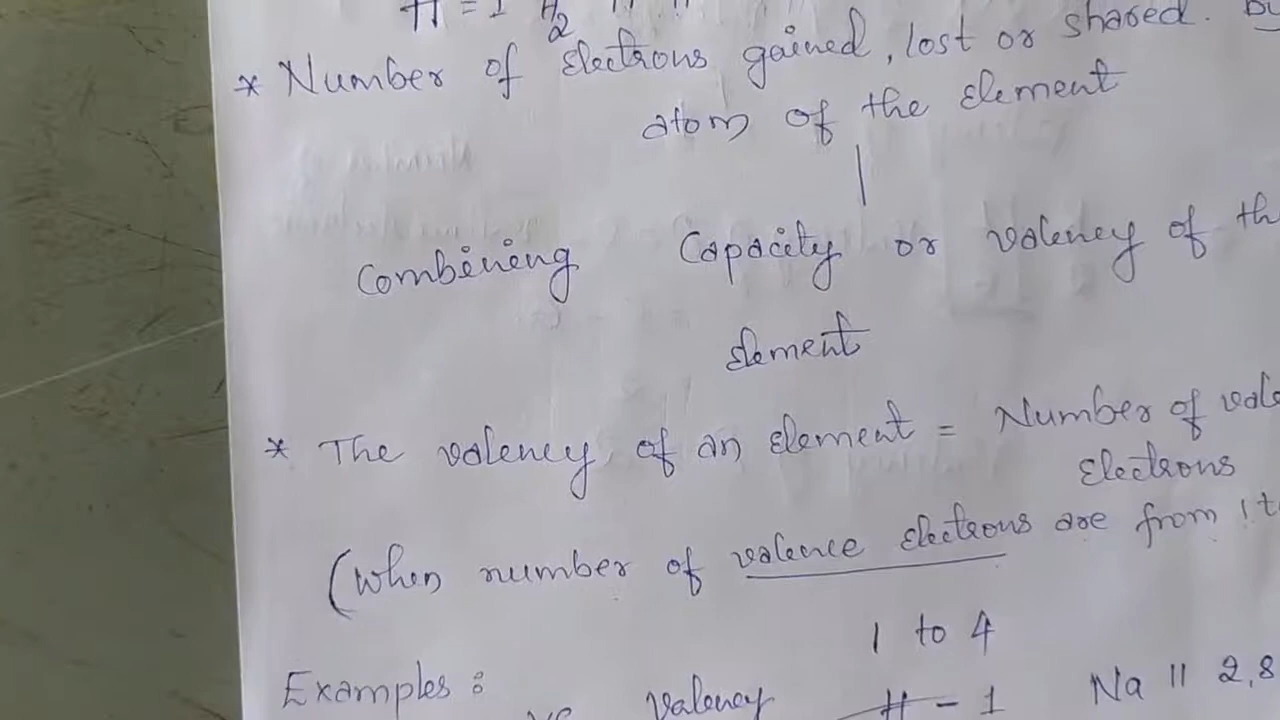 H = 1 H2
* Number of Electrons gained, lost or shared. By
atom of the element
|
Combining Capacity or valency of th
element
* The valency of an element = Number of vale
Electrons
(When number of valence electrons are from 1 t
1 to 4
Examples :
Valency H - 1 Na 11 2,8